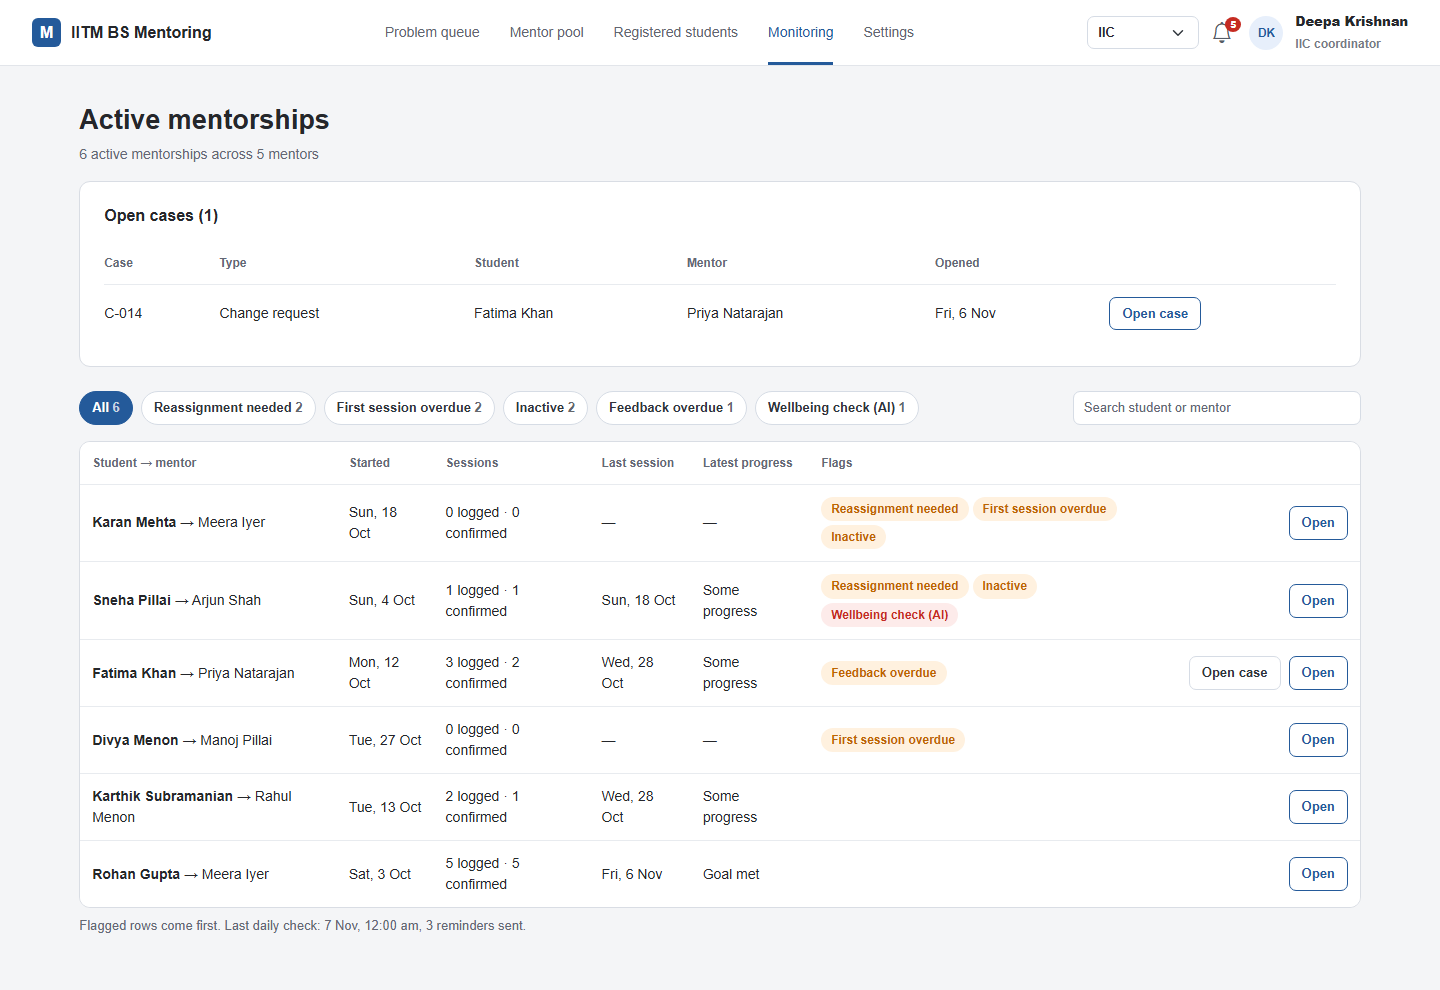 M IITM BS Mentoring
Problem queue Mentor pool Registered students Monitoring Settings
IIC
5
DK
Deepa Krishnan
IIC coordinator
Active mentorships
6 active mentorships across 5 mentors
Open cases (1)
Case Type Student Mentor Opened
C-014 Change request Fatima Khan Priya Natarajan Fri, 6 Nov Open case
All 6 Reassignment needed 2 First session overdue 2 Inactive 2 Feedback overdue 1 Wellbeing check (AI) 1
Search student or mentor
Student → mentor Started Sessions Last session Latest progress Flags
Karan Mehta → Meera Iyer
Sun, 18
Oct
0 logged · 0
confirmed
—
—
Reassignment needed First session overdue
Inactive
Open
Sneha Pillai → Arjun Shah
Sun, 4 Oct
1 logged · 1
confirmed
Sun, 18 Oct
Some
progress
Reassignment needed Inactive
Wellbeing check (AI)
Open
Fatima Khan → Priya Natarajan
Mon, 12
Oct
3 logged · 2
confirmed
Wed, 28
Oct
Some
progress
Feedback overdue
Open case
Open
Divya Menon → Manoj Pillai
Tue, 27 Oct
0 logged · 0
confirmed
—
—
First session overdue
Open
Karthik Subramanian → Rahul
Menon
Tue, 13 Oct
2 logged · 1
confirmed
Wed, 28
Oct
Some
progress
Open
Rohan Gupta → Meera Iyer
Sat, 3 Oct
5 logged · 5
confirmed
Fri, 6 Nov
Goal met
Open
Flagged rows come first. Last daily check: 7 Nov, 12:00 am, 3 reminders sent.